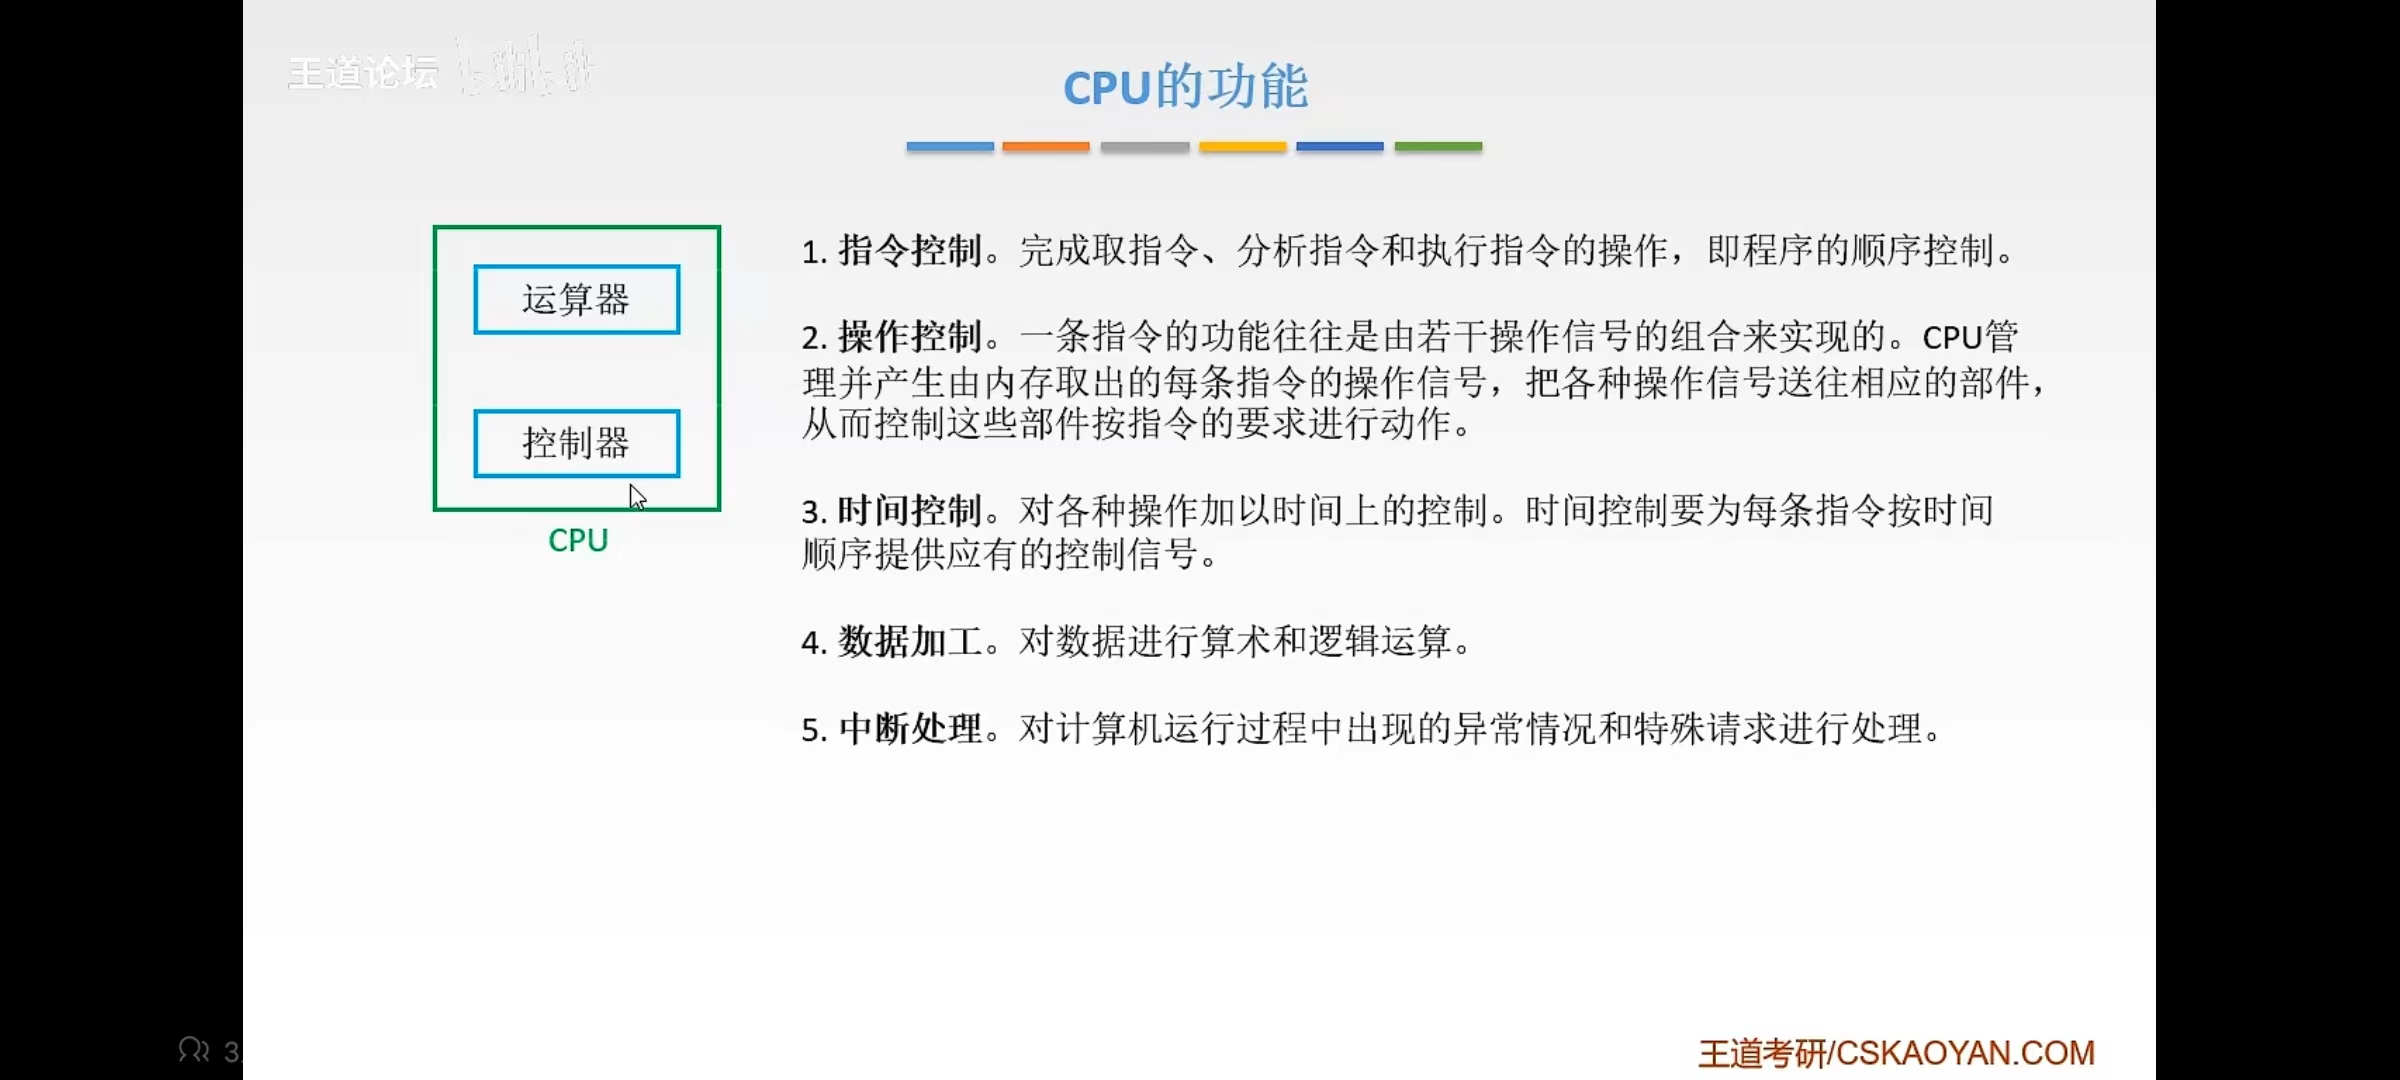 王道论坛
CPU的功能
运算器
控制器
CPU
1. 指令控制。完成取指令、分析指令和执行指令的操作，即程序的顺序控制。
2. 操作控制。一条指令的功能往往是由若干操作信号的组合来实现的。CPU管
理并产生由内存取出的每条指令的操作信号，把各种操作信号送往相应的部件，
从而控制这些部件按指令的要求进行动作。
3. 时间控制。对各种操作加以时间上的控制。时间控制要为每条指令按时间
顺序提供应有的控制信号。
4. 数据加工。对数据进行算术和逻辑运算。
5. 中断处理。对计算机运行过程中出现的异常情况和特殊请求进行处理。
王道考研/CSKAOYAN.COM